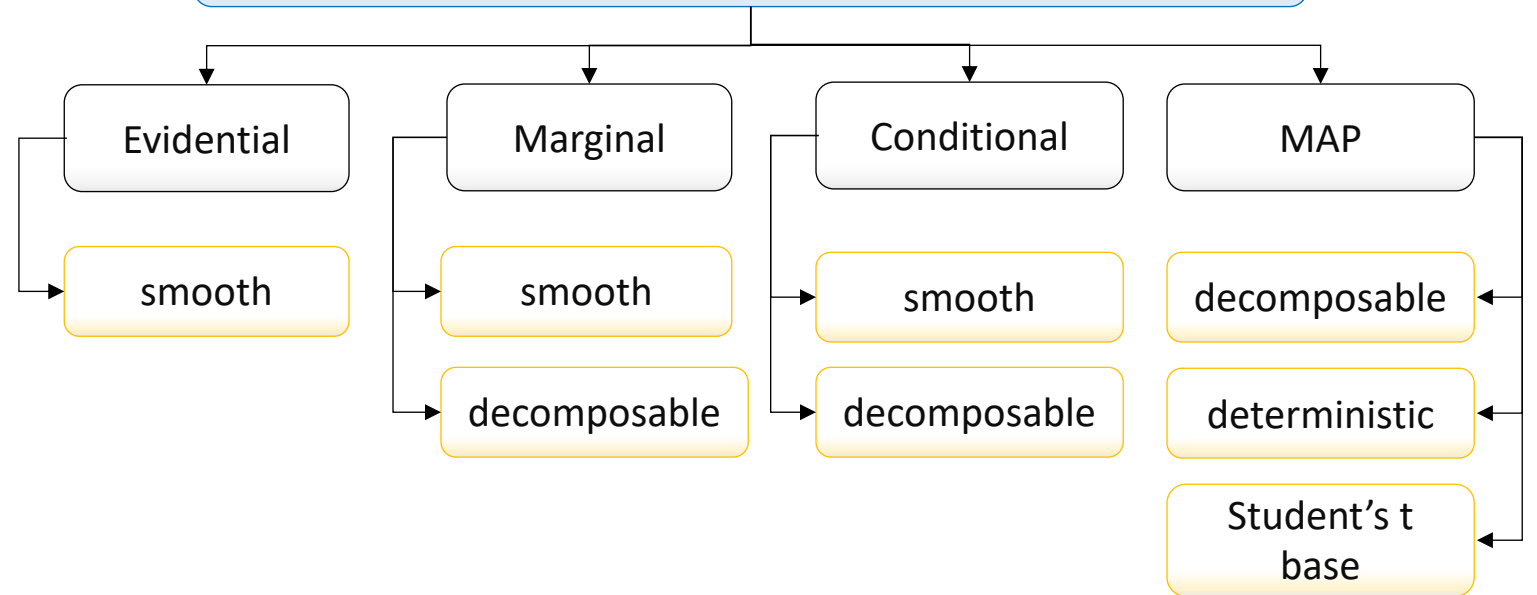 Evidential
Marginal
Conditional
MAP
smooth
smooth
smooth
decomposable
decomposable
decomposable
deterministic
Student’s t
base